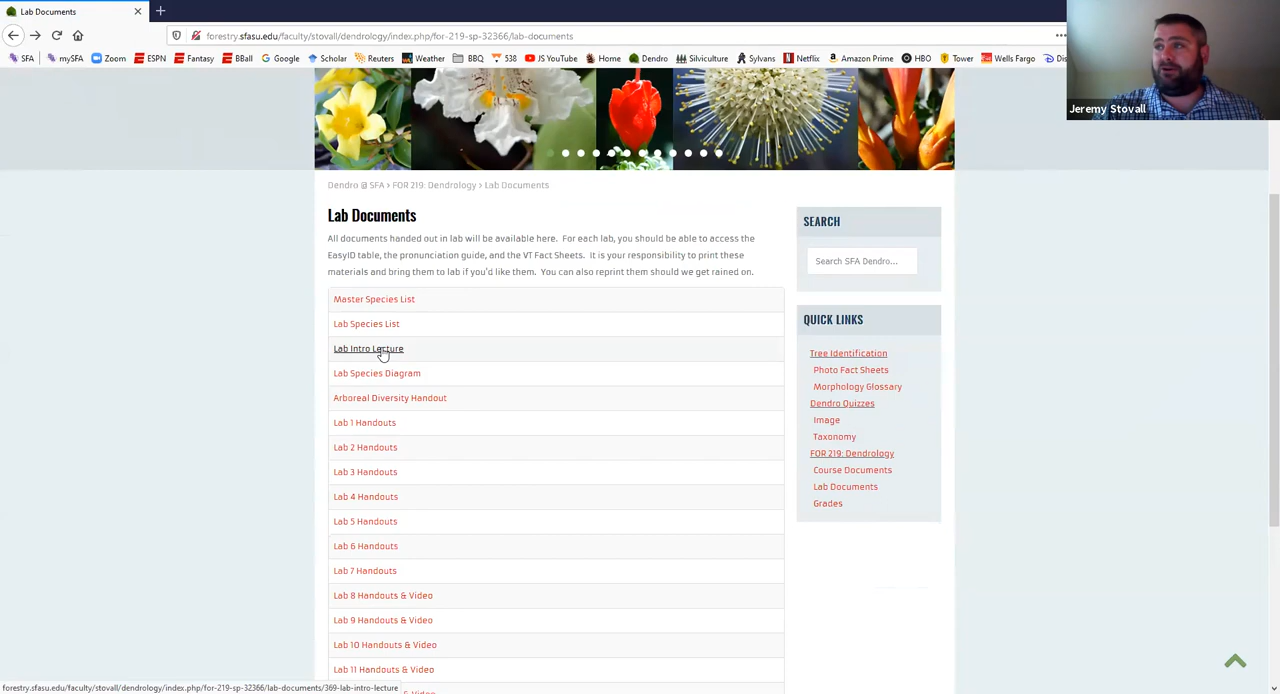 Lab Documents
forestry.sfasu.edu/faculty/stovall/dendrology/index.php/for-219-sp-32366/lab-documents
SFA mySFA Zoom ESPN Fantasy BBall Google Scholar Reuters Weather BBQ 538 JS YouTube Home Dendro Silviculture Sylvans Netflix Amazon Prime HBO Tower Wells Fargo Dis
Jeremy Stovall
Dendro @ SFA › FOR 219: Dendrology › Lab Documents
Lab Documents
All documents handed out in lab will be available here. For each lab, you should be able to access the
EasyID table, the pronunciation guide, and the VT Fact Sheets. It is your responsibility to print these
materials and bring them to lab if you'd like them. You can also reprint them should we get rained on.
Master Species List
Lab Species List
Lab Intro Lecture
Lab Species Diagram
Arboreal Diversity Handout
Lab 1 Handouts
Lab 2 Handouts
Lab 3 Handouts
Lab 4 Handouts
Lab 5 Handouts
Lab 6 Handouts
Lab 7 Handouts
Lab 8 Handouts & Video
Lab 9 Handouts & Video
Lab 10 Handouts & Video
Lab 11 Handouts & Video
SEARCH
Search SFA Dendro...
QUICK LINKS
Tree Identification
Photo Fact Sheets
Morphology Glossary
Dendro Quizzes
Image
Taxonomy
FOR 219: Dendrology
Course Documents
Lab Documents
Grades
forestry.sfasu.edu/faculty/stovall/dendrology/index.php/for-219-sp-32366/lab-documents/369-lab-intro-lecture